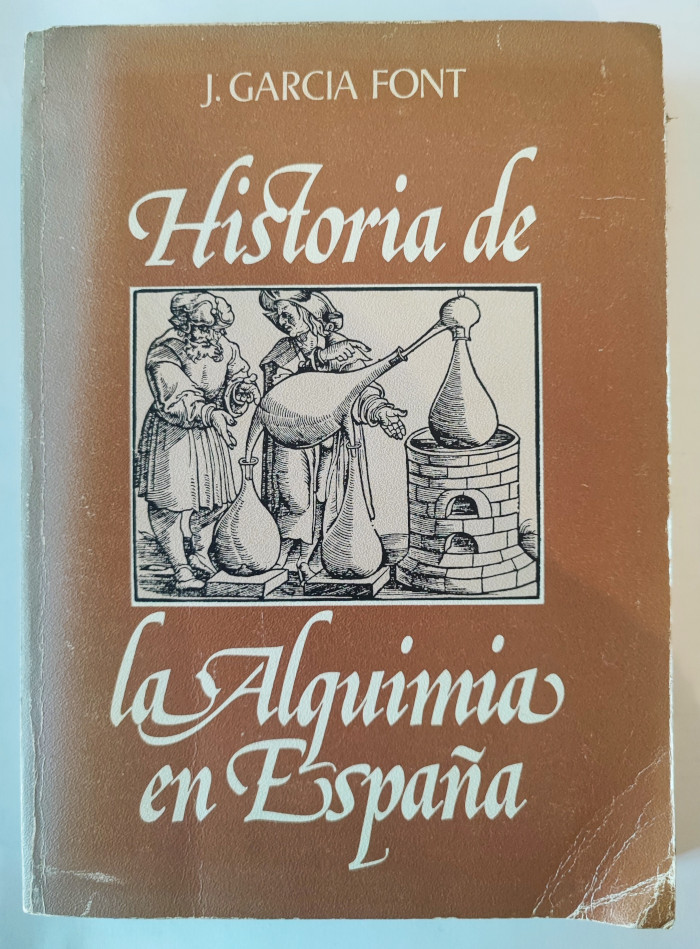 J. GARCIA FONT
Historia de
la Alquimia
en España